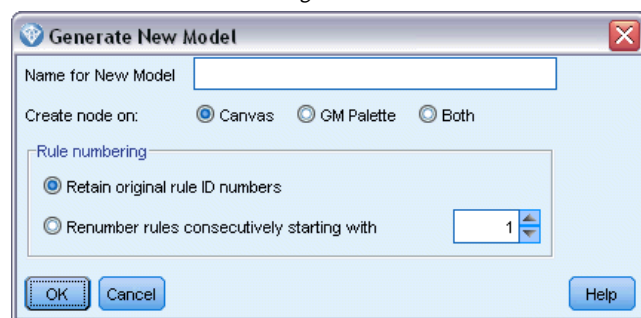 Generate New Model
Name for New Model
Create node on: Canvas GM Palette Both
Rule numbering
Retain original rule ID numbers
Renumber rules consecutively starting with 1
OK Cancel Help